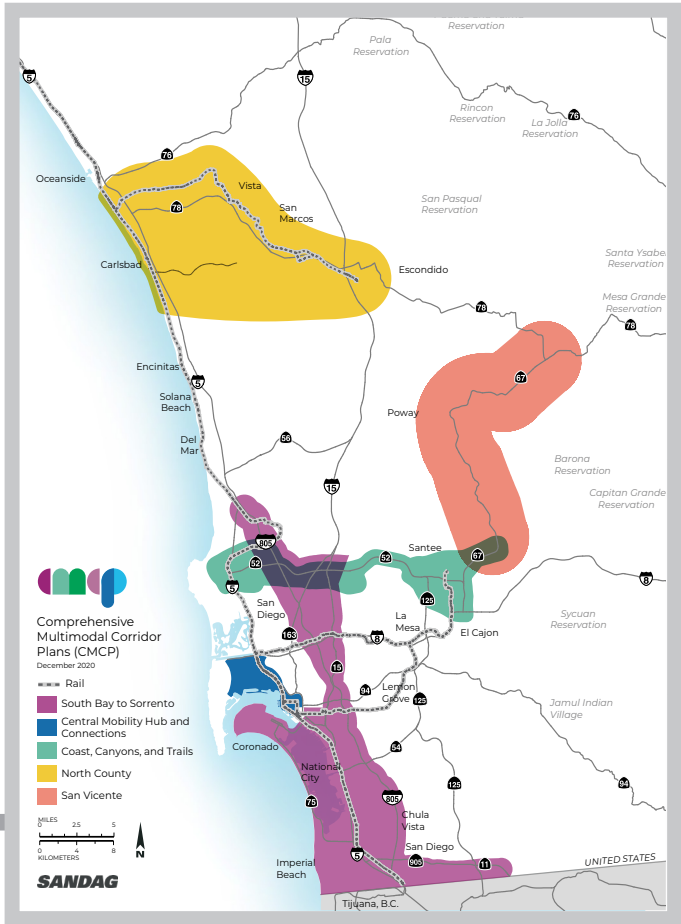 Reservation
Pala
Reservation
5
15
Rincon
Reservation
76
La Jolla
Reservation
76
Oceanside
Vista
78
San
Marcos
San Pasqual
Reservation
Santa Ysabel
Reservation
Carlsbad
Escondido
Mesa Grande
Reservation
78
78
Encinitas
5
67
Solana
Beach
Poway
Del
Mar
56
Barona
Reservation
15
Capitan Grande
Reservation
805
Santee
52
52
67
5
8
125
San
Diego
La
Mesa
El Cajon
Sycuan
Reservation
163
8
15
94
Lemon
Grove
125
Jamul Indian
Village
Coronado
54
National
City
125
94
75
805
Chula
Vista
5
San Diego
905
11
UNITED STATES
Imperial
Beach
Tijuana, B.C.
cmcp
Comprehensive
Multimodal Corridor
Plans (CMCP)
December 2020
Rail
South Bay to Sorrento
Central Mobility Hub and
Connections
Coast, Canyons, and Trails
North County
San Vicente
MILES
0 2.5 5
0 4 8
KILOMETERS
N
SANDAG